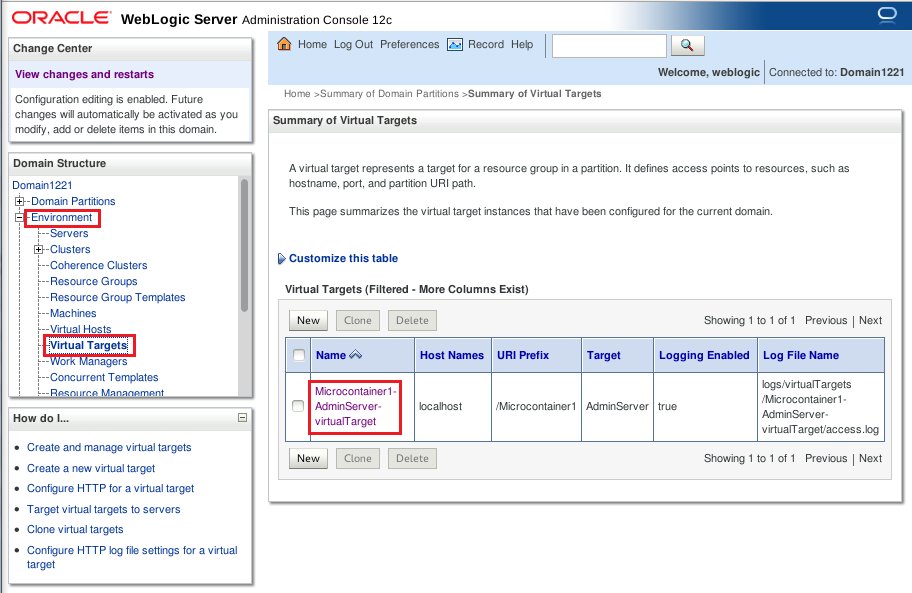 ORACLE WebLogic Server Administration Console 12c
Change Center
View changes and restarts
Configuration editing is enabled. Future
changes will automatically be activated as you
modify, add or delete items in this domain.
Domain Structure
Domain1221
Domain Partitions
Environment
Servers
Clusters
Coherence Clusters
Resource Groups
Resource Group Templates
Machines
Virtual Hosts
Virtual Targets
Work Managers
Concurrent Templates
Resource Management
How do I...
Create and manage virtual targets
Create a new virtual target
Configure HTTP for a virtual target
Target virtual targets to servers
Clone virtual targets
Configure HTTP log file settings for a virtual
target
Home Log Out Preferences Record Help
Welcome, weblogic Connected to: Domain1221
Home >Summary of Domain Partitions >Summary of Virtual Targets
Summary of Virtual Targets
A virtual target represents a target for a resource group in a partition. It defines access points to resources, such as
hostname, port, and partition URI path.
This page summarizes the virtual target instances that have been configured for the current domain.
Customize this table
Virtual Targets (Filtered - More Columns Exist)
New Clone Delete Showing 1 to 1 of 1 Previous | Next
Name Host Names URI Prefix Target Logging Enabled Log File Name
Microcontainer1-
AdminServer-
virtualTarget
localhost
/Microcontainer1
AdminServer
true
logs/virtualTargets
/Microcontainer1-
AdminServer-
virtualTarget/access.log
New Clone Delete Showing 1 to 1 of 1 Previous | Next